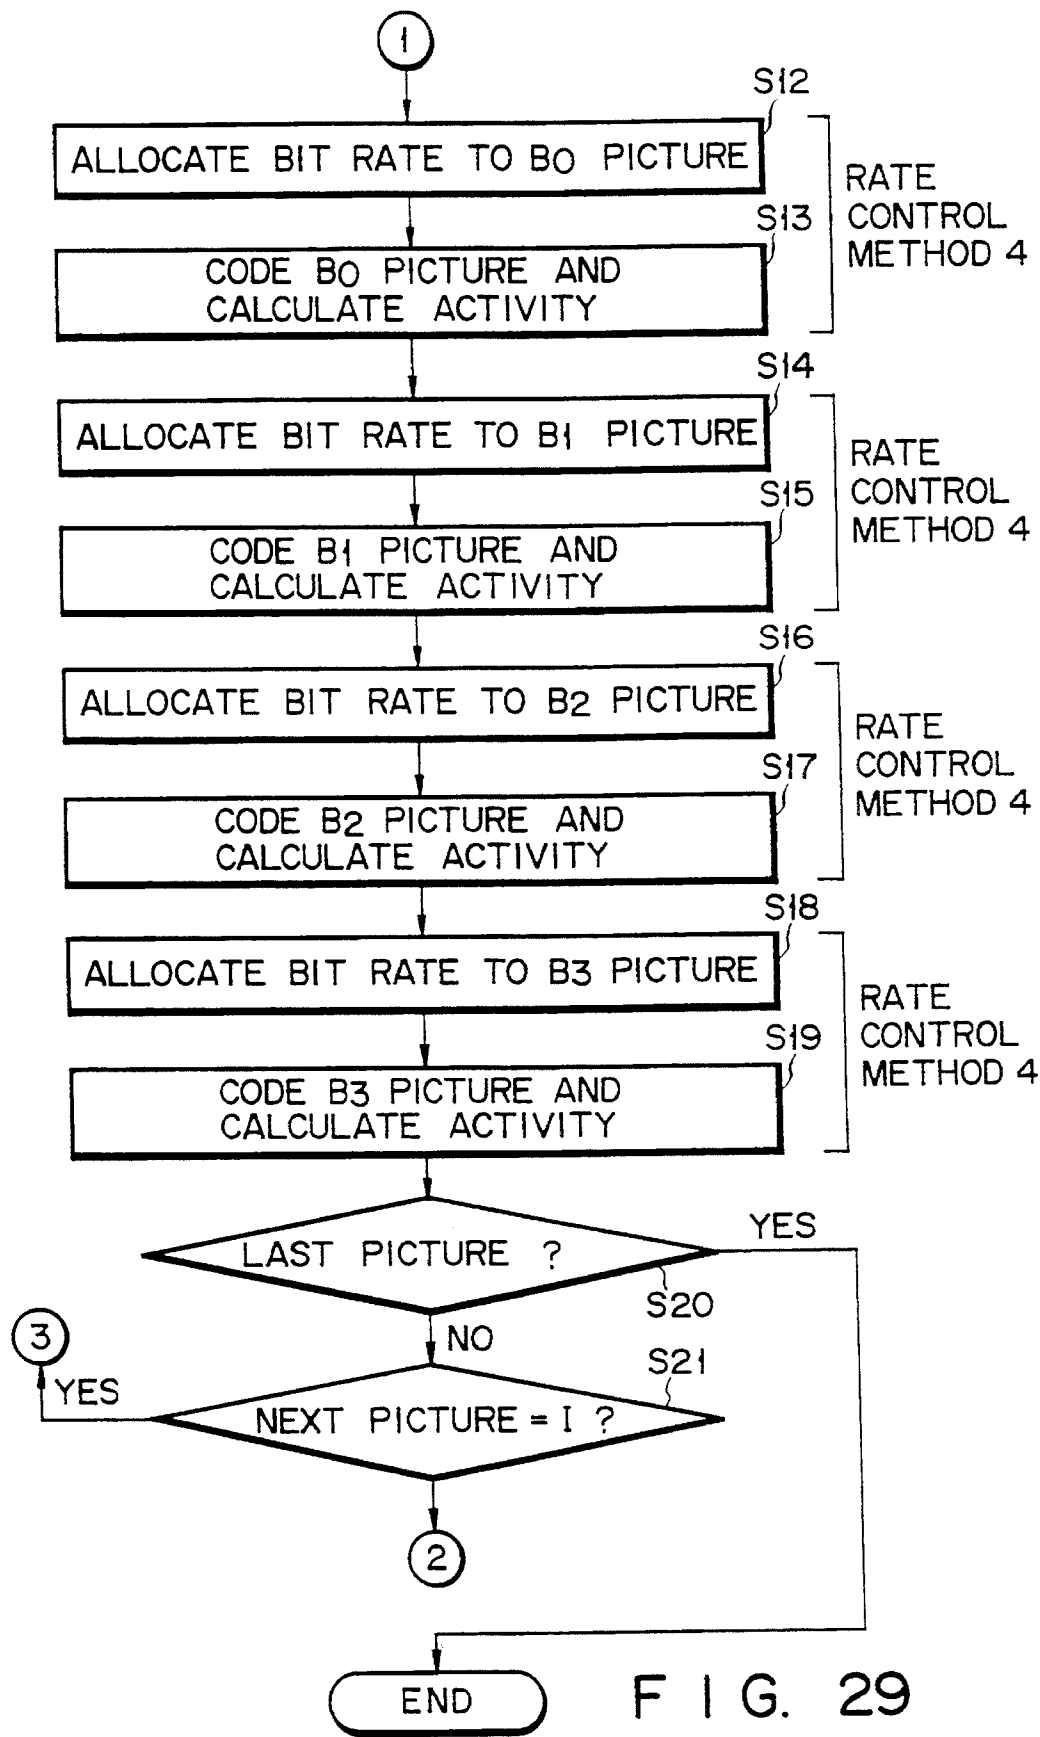 1
S12
ALLOCATE BIT RATE TO B0 PICTURE
RATE
CONTROL
METHOD 4
S13
CODE B0 PICTURE AND
CALCULATE ACTIVITY
S14
ALLOCATE BIT RATE TO B1 PICTURE
RATE
CONTROL
METHOD 4
S15
CODE B1 PICTURE AND
CALCULATE ACTIVITY
S16
ALLOCATE BIT RATE TO B2 PICTURE
RATE
CONTROL
METHOD 4
S17
CODE B2 PICTURE AND
CALCULATE ACTIVITY
S18
ALLOCATE BIT RATE TO B3 PICTURE
RATE
CONTROL
METHOD 4
S19
CODE B3 PICTURE AND
CALCULATE ACTIVITY
YES
LAST PICTURE ?
S20
3
NO
S21
YES
NEXT PICTURE = I ?
2
END
FIG. 29